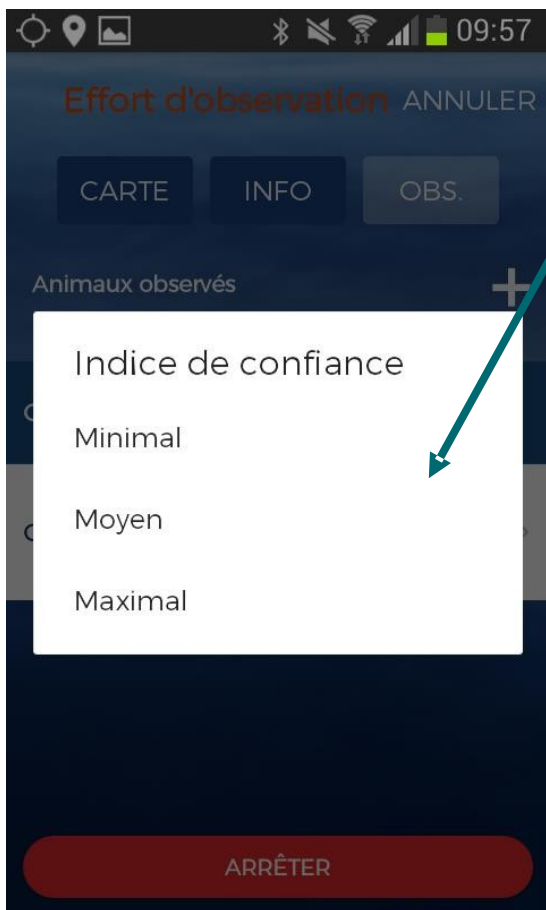 09:57
Effort d'observation ANNULER
CARTE INFO OBS.
Animaux observés +
Indice de confiance
Minimal
Moyen
Maximal
ARRÊTER